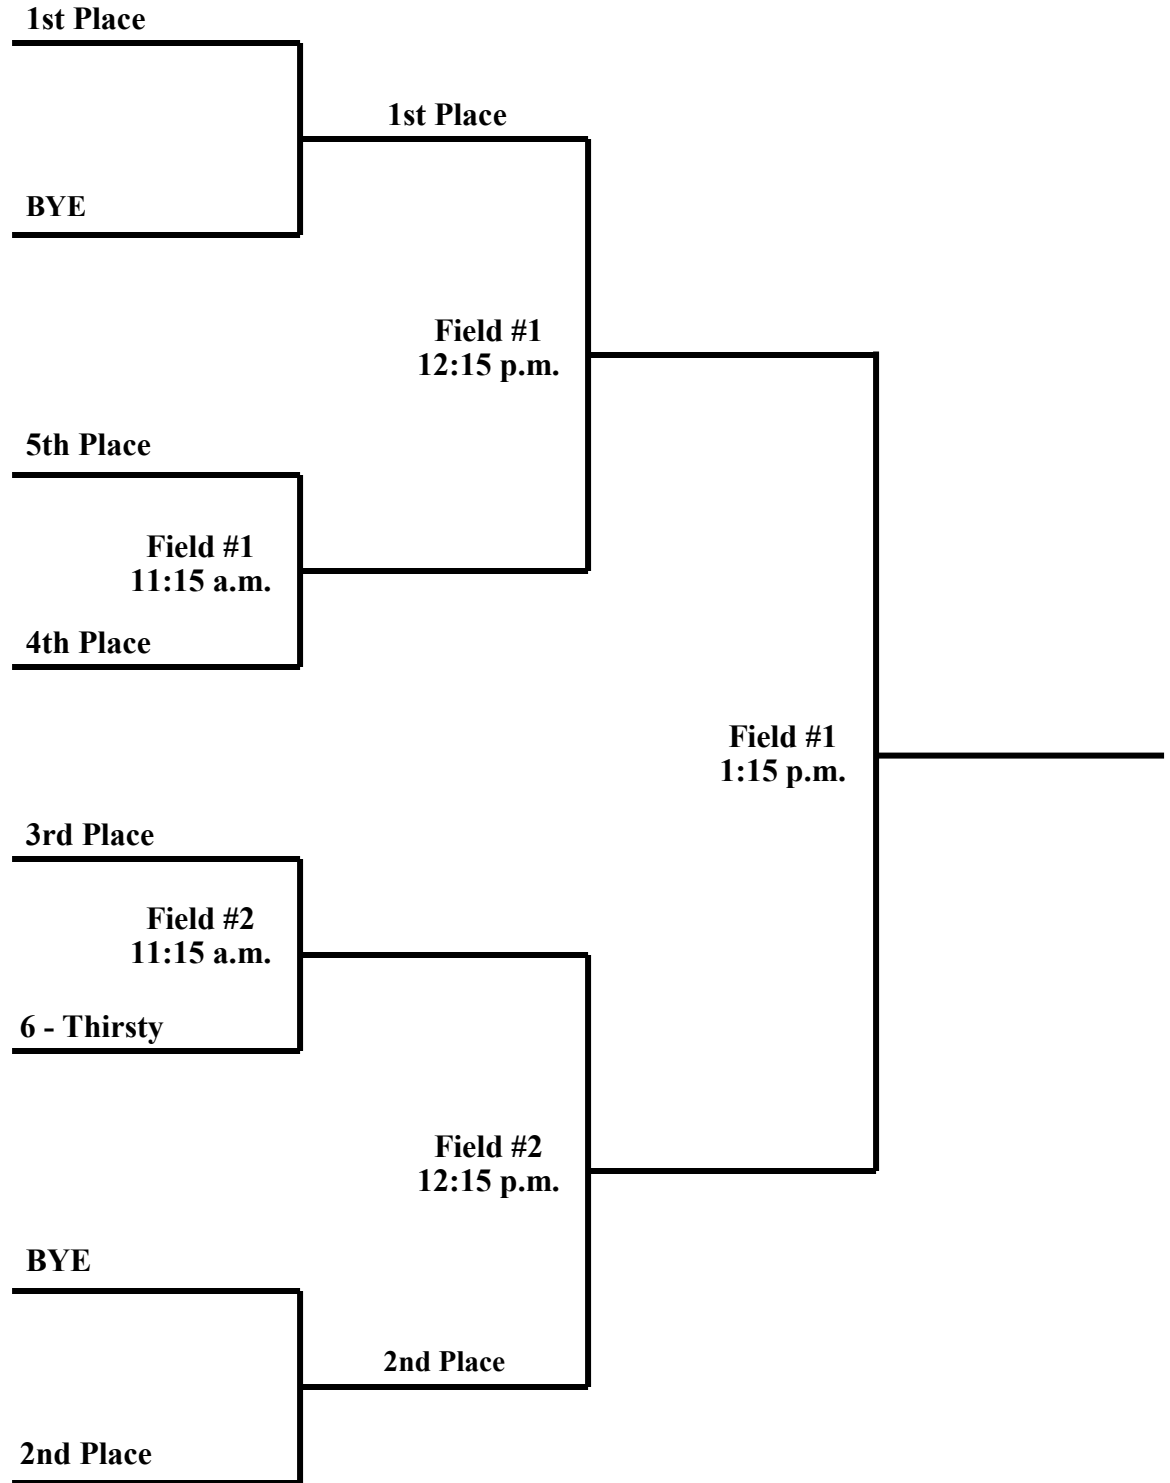 1st Place
1st Place
BYE
Field #1
12:15 p.m.
5th Place
Field #1
11:15 a.m.
4th Place
Field #1
1:15 p.m.
3rd Place
Field #2
11:15 a.m.
6 - Thirsty
Field #2
12:15 p.m.
BYE
2nd Place
2nd Place